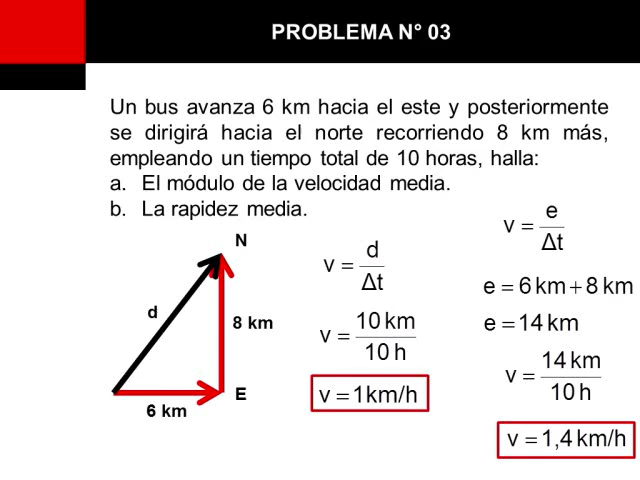 PROBLEMA N° 03
Un bus avanza 6 km hacia el este y posteriormente
se dirigirá hacia el norte recorriendo 8 km más,
empleando un tiempo total de 10 horas, halla:
a. El módulo de la velocidad media.
b. La rapidez media.
N
d
8 km
E
6 km
v = d / Δt
v = 10 km / 10 h
v = 1km/h
v = e / Δt
e = 6 km + 8 km
e = 14 km
v = 14 km / 10 h
v = 1,4 km/h